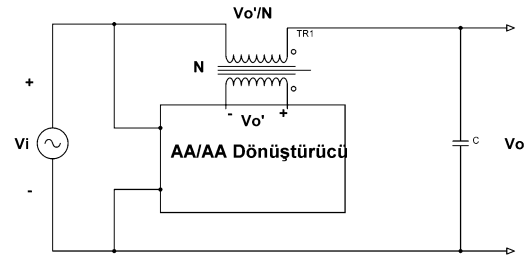 Vo'/N
TR1
N
+
- Vo' +
Vi
AA/AA Dönüştürücü
C
Vo
-